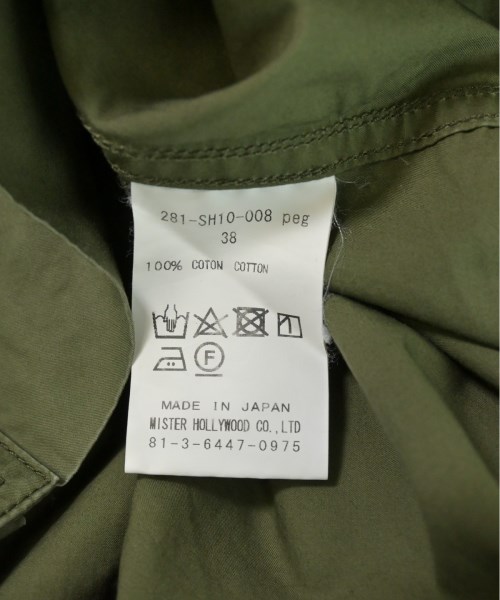 281-SH10-008 peg
38
100% COTON COTTON
F
MADE IN JAPAN
MISTER HOLLYWOOD CO.,LTD
81-3-6447-0975